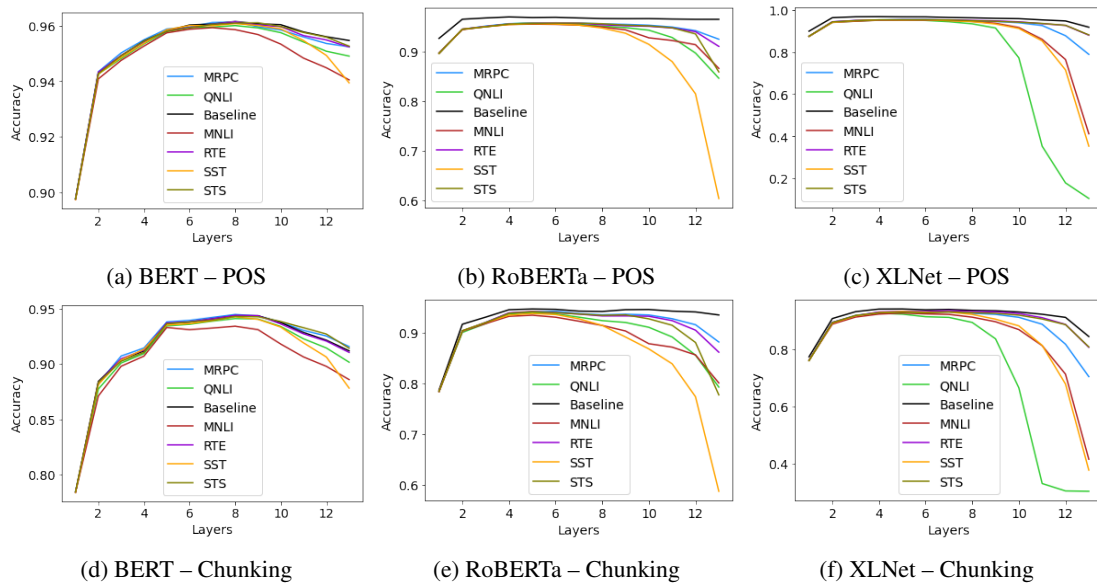 0.96
0.94
0.92
0.90
Accuracy
MRPC
QNLI
Baseline
MNLI
RTE
SST
STS
2 4 6 8 10 12
Layers
(a) BERT – POS
0.9
0.8
0.7
0.6
Accuracy
MRPC
QNLI
Baseline
MNLI
RTE
SST
STS
2 4 6 8 10 12
Layers
(b) RoBERTa – POS
1.0
0.8
0.6
0.4
0.2
Accuracy
MRPC
QNLI
Baseline
MNLI
RTE
SST
STS
2 4 6 8 10 12
Layers
(c) XLNet – POS
0.95
0.90
0.85
0.80
Accuracy
MRPC
QNLI
Baseline
MNLI
RTE
SST
STS
2 4 6 8 10 12
Layers
(d) BERT – Chunking
0.9
0.8
0.7
0.6
Accuracy
MRPC
QNLI
Baseline
MNLI
RTE
SST
STS
2 4 6 8 10 12
Layers
(e) RoBERTa – Chunking
0.8
0.6
0.4
Accuracy
MRPC
QNLI
Baseline
MNLI
RTE
SST
STS
2 4 6 8 10 12
Layers
(f) XLNet – Chunking